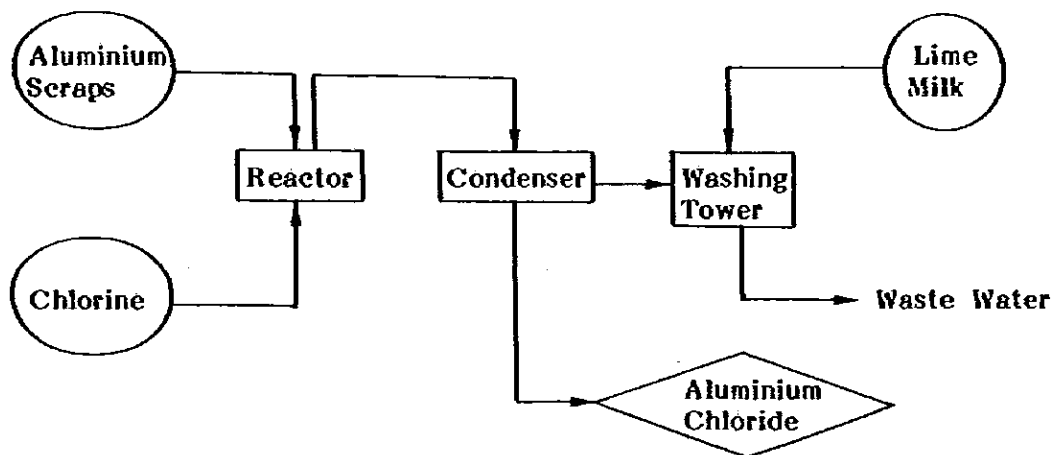 Aluminium
Scraps
Lime
Milk
Reactor
Condenser
Washing
Tower
Chlorine
Waste Water
Aluminium
Chloride